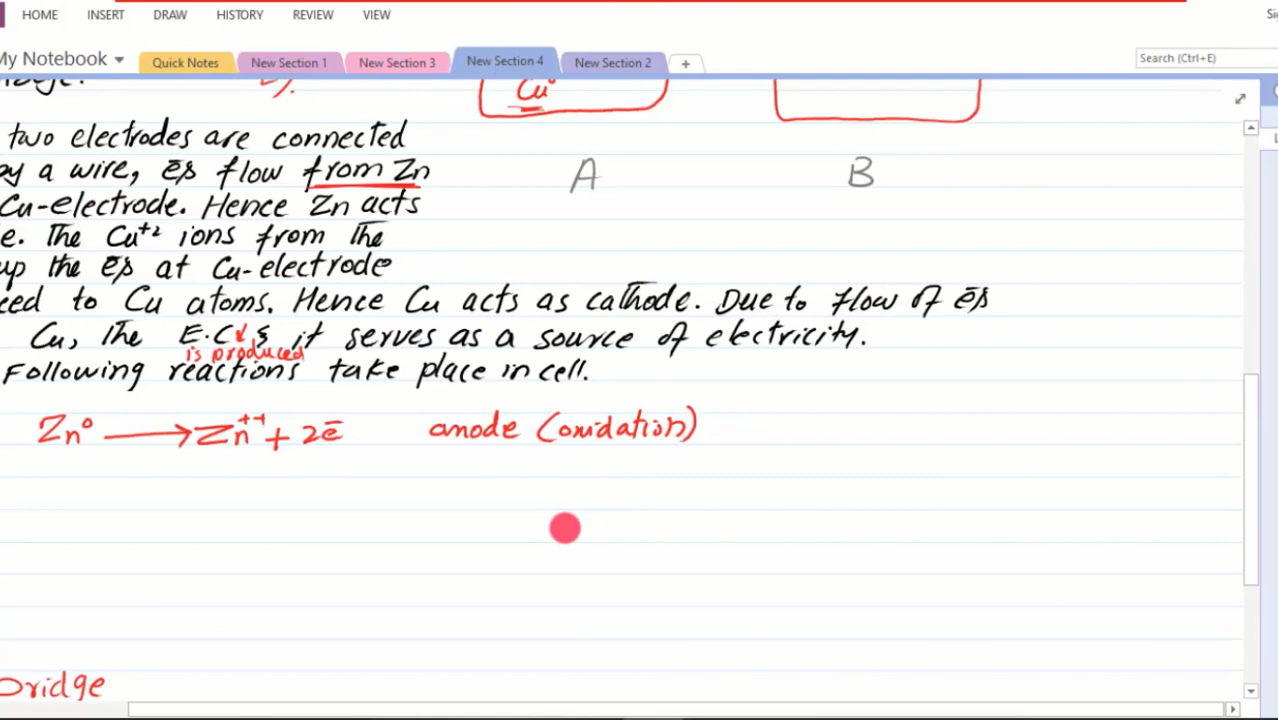 HOME INSERT DRAW HISTORY REVIEW VIEW
My Notebook Quick Notes New Section 1 New Section 3 New Section 4 New Section 2 + Search (Ctrl+E)
Cu°
two electrodes are connected
by a wire, ēs flow from Zn
A B
Cu-electrode. Hence Zn acts
e. The Cu⁺² ions from the
up the ēs at Cu-electrode
ced to Cu atoms. Hence Cu acts as cathode. Due to flow of ēs
Cu, the E.C & it serves as a source of electricity.
is produced
Following reactions take place in cell.
Zn° ⟶ Zn⁺⁺ + 2ē anode (oxidation)
bridge